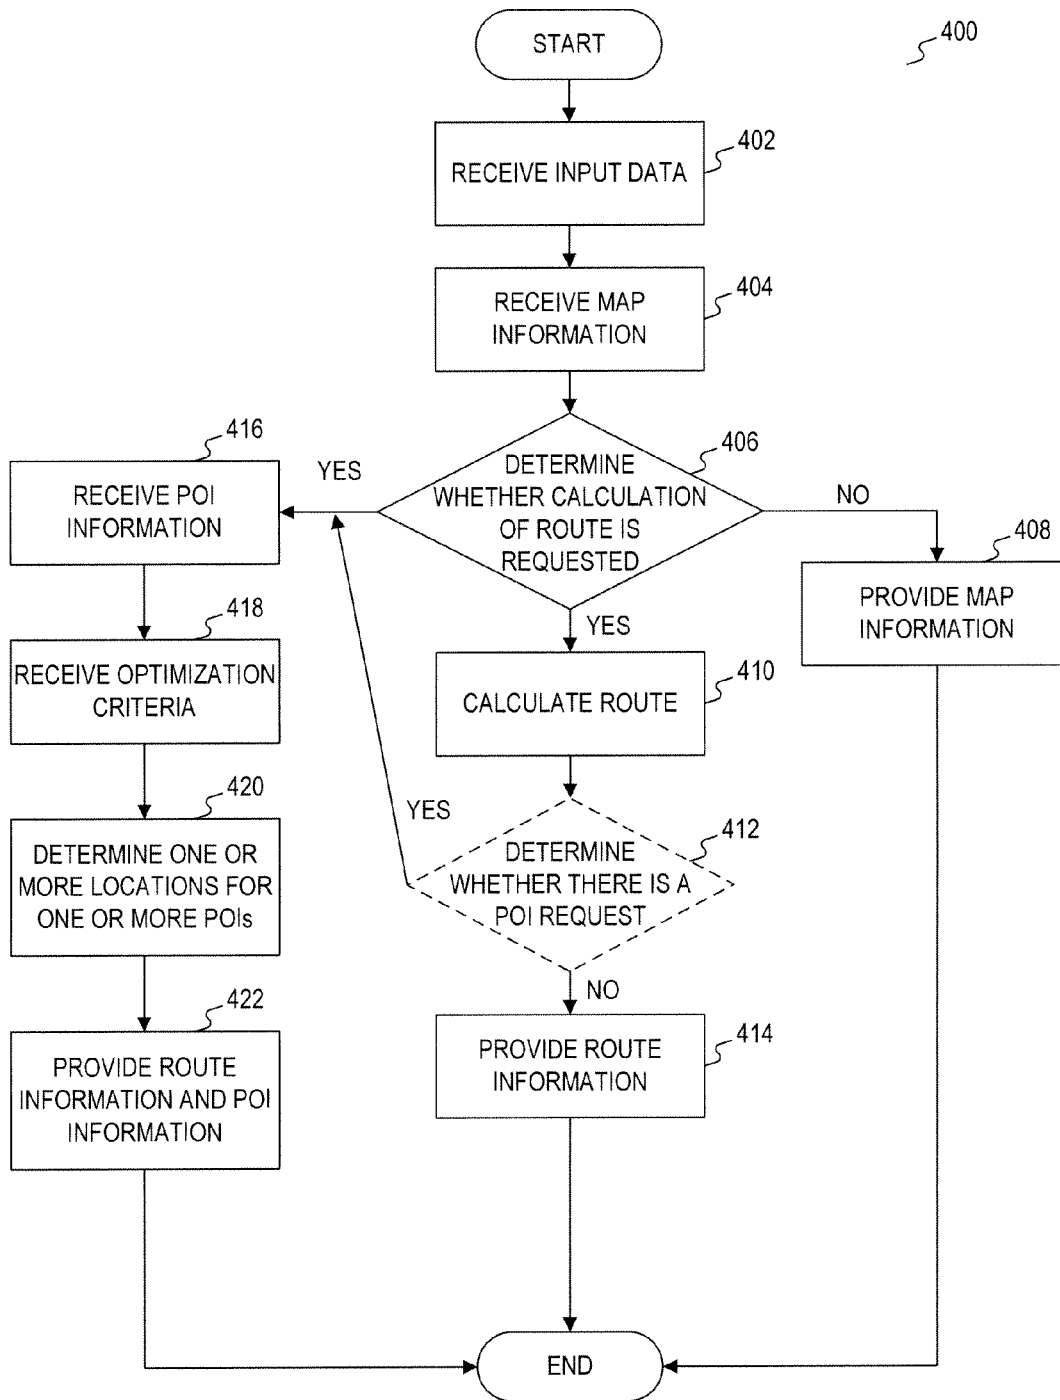 START
400
402
RECEIVE INPUT DATA
404
RECEIVE MAP
INFORMATION
406
DETERMINE
WHETHER CALCULATION
OF ROUTE IS
REQUESTED
YES
NO
YES
416
RECEIVE POI
INFORMATION
408
PROVIDE MAP
INFORMATION
418
RECEIVE OPTIMIZATION
CRITERIA
410
CALCULATE ROUTE
420
DETERMINE ONE OR
MORE LOCATIONS FOR
ONE OR MORE POIs
YES
412
DETERMINE
WHETHER THERE IS A
POI REQUEST
NO
422
PROVIDE ROUTE
INFORMATION AND POI
INFORMATION
414
PROVIDE ROUTE
INFORMATION
END